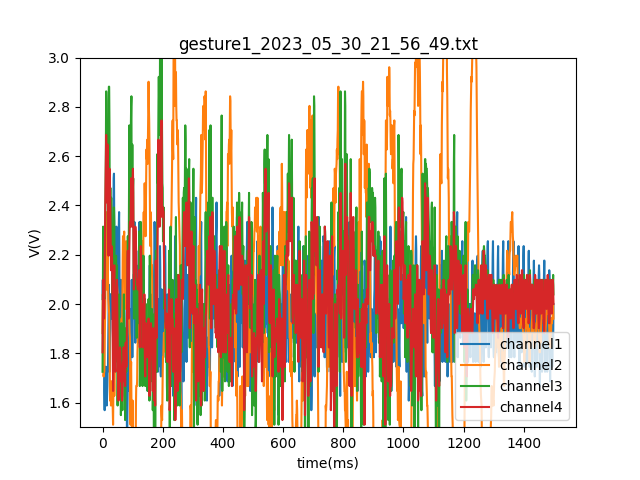 gesture1_2023_05_30_21_56_49.txt
V(V)
3.0
2.8
2.6
2.4
2.2
2.0
1.8
1.6
channel1
channel2
channel3
channel4
0 200 400 600 800 1000 1200 1400
time(ms)